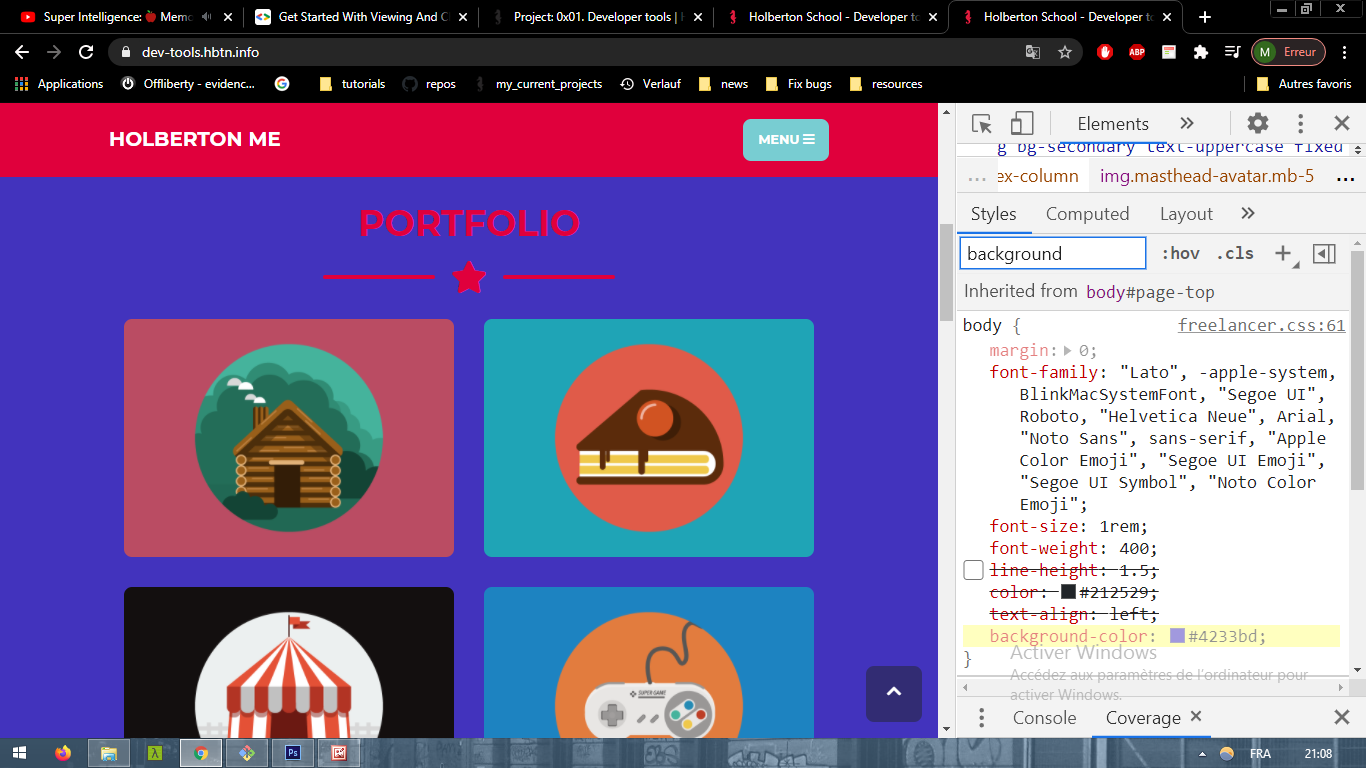 Super Intelligence: 🍎 Memo
Get Started With Viewing And Ch
Project: 0x01. Developer tools |
Holberton School - Developer to
Holberton School - Developer to
dev-tools.hbtn.info
ABP
M
Erreur
Applications
Offliberty - evidenc...
tutorials
repos
my_current_projects
Verlauf
news
Fix bugs
resources
Autres favoris
HOLBERTON ME
MENU
PORTFOLIO
SUPER GAMIT
Elements
g bg-secondary text-uppercase fixed
... ex-column img.masthead-avatar.mb-5 ...
Styles Computed Layout
background
:hov .cls
Inherited from body#page-top
body { freelancer.css:61
margin: 0;
font-family: "Lato", -apple-system,
BlinkMacSystemFont, "Segoe UI",
Roboto, "Helvetica Neue", Arial,
"Noto Sans", sans-serif, "Apple
Color Emoji", "Segoe UI Emoji",
"Segoe UI Symbol", "Noto Color
Emoji";
font-size: 1rem;
font-weight: 400;
line-height: 1.5;
color: #212529;
text-align: left;
background-color: #4233bd;
}
Activer Windows
Accédez aux paramètres de l'ordinateur pour
activer Windows.
Console Coverage
λ
Ps
FRA
21:08